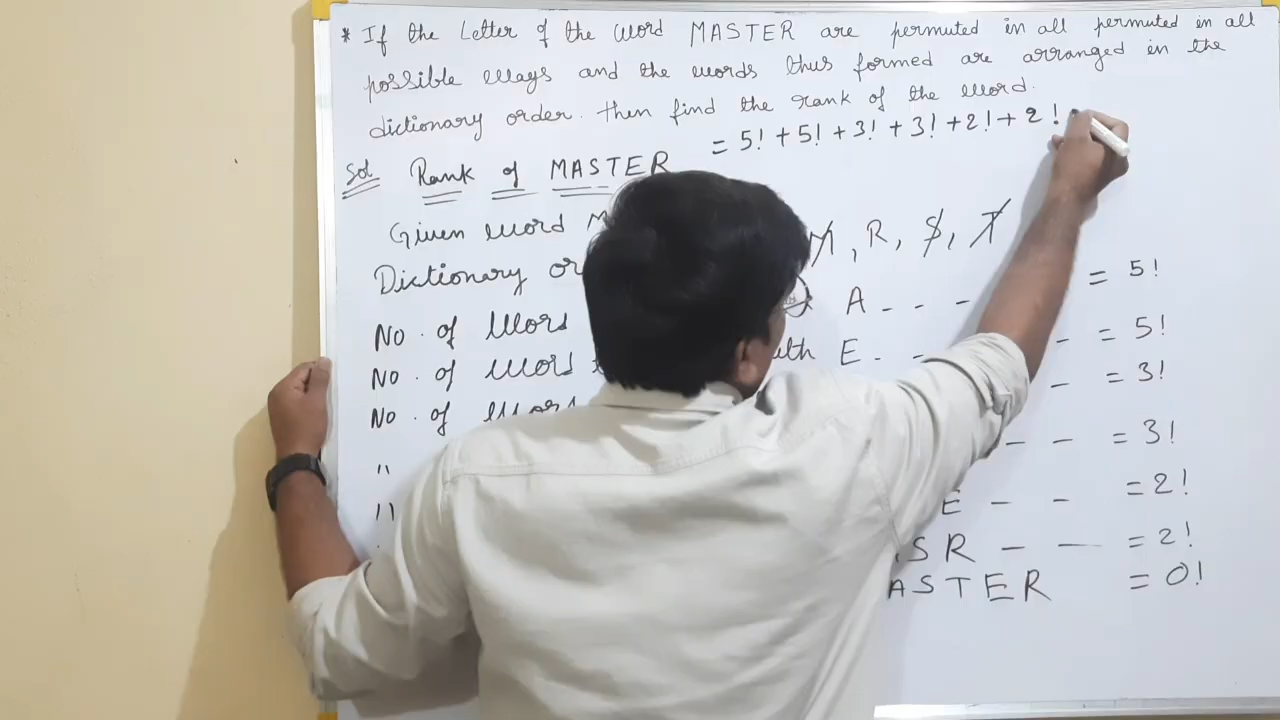 * If the Letter of the word MASTER are permuted in all permuted in all
possible ways and the words thus formed are arranged in the
dictionary order. then find the rank of the word.
Sol Rank of MASTER = 5! + 5! + 3! + 3! + 2! + 2!
Given word M
Dictionary or M, R, S, T
No. of Word A - - - = 5!
No. of Word with E. - - = 5!
No. of Wor - = 3!
" - - = 3!
" E - - = 2!
SR - - = 2!
ASTER = 0!